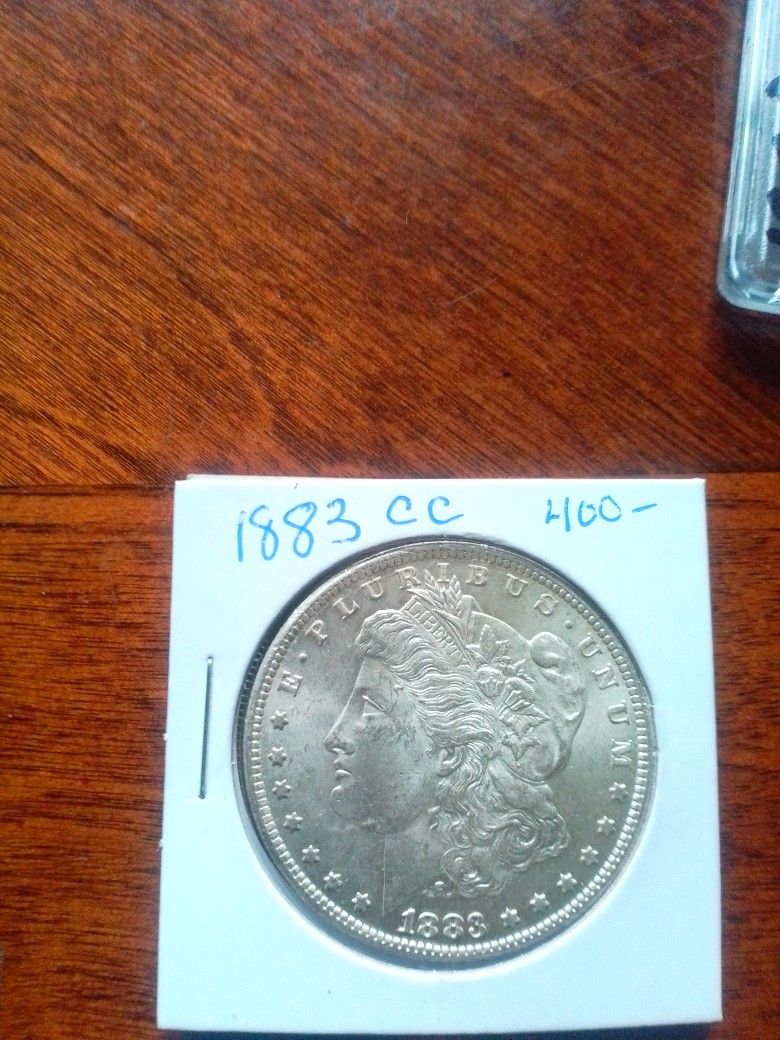 1883 CC 400-
E·PLURIBUS·UNUM
LIBERTY
1883